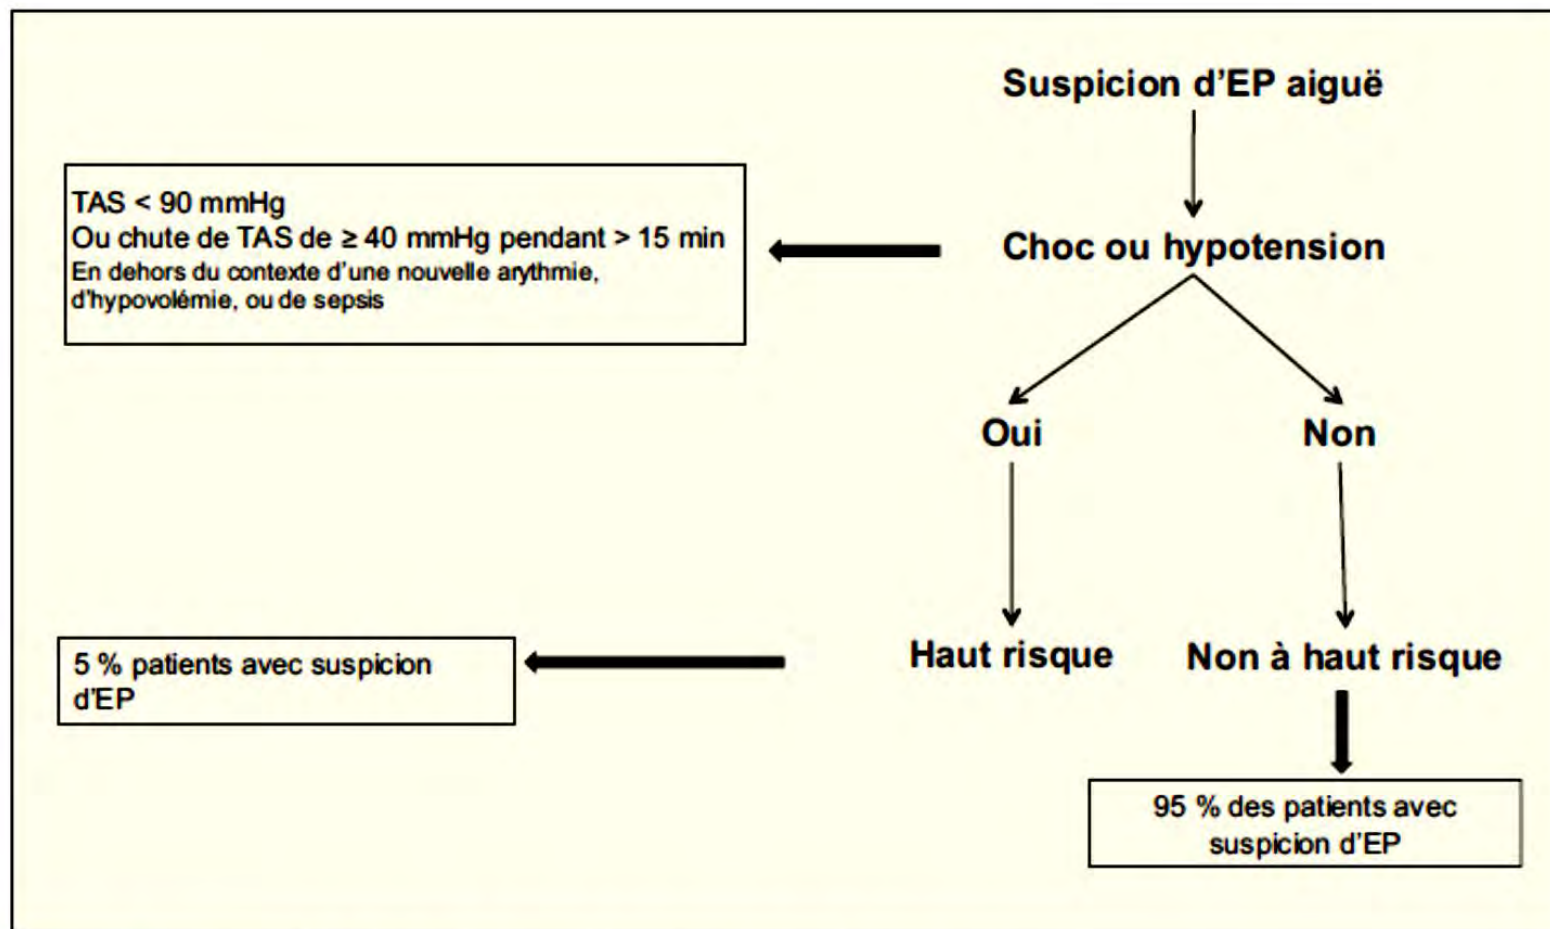 Suspicion d'EP aiguë
TAS < 90 mmHg
Ou chute de TAS de ≥ 40 mmHg pendant > 15 min
En dehors du contexte d'une nouvelle arythmie,
d'hypovolémie, ou de sepsis
Choc ou hypotension
Oui
Non
Haut risque
Non à haut risque
5 % patients avec suspicion
d'EP
95 % des patients avec
suspicion d'EP